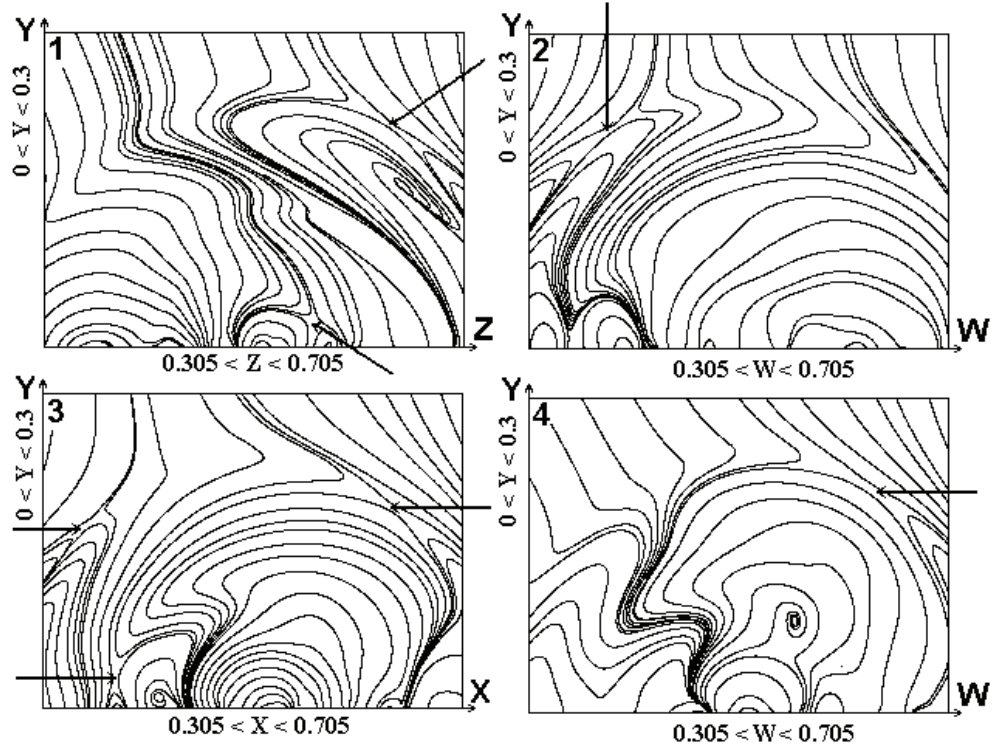 Y
1
0 < Y < 0.3
Z
0.305 < Z < 0.705
Y
2
0 < Y < 0.3
W
0.305 < W < 0.705
Y
3
0 < Y < 0.3
X
0.305 < X < 0.705
Y
4
0 < Y < 0.3
W
0.305 < W < 0.705